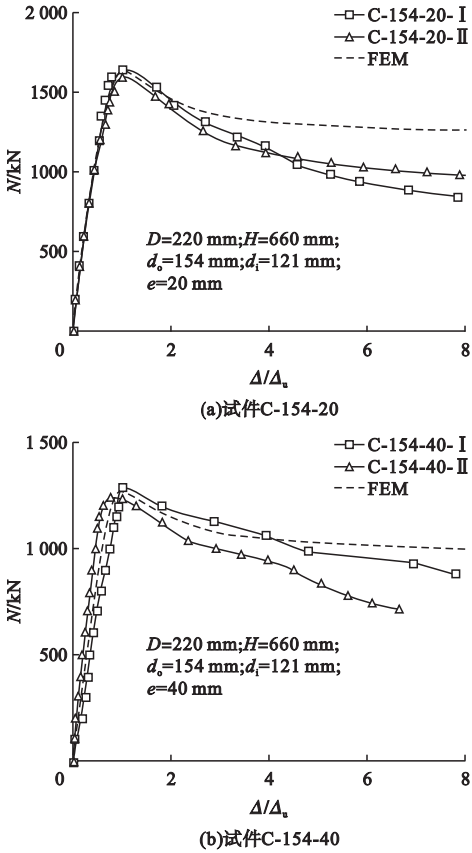 2 000
C-154-20-Ⅰ
C-154-20-Ⅱ
FEM
1500
1000
500
N/kN
D=220 mm;H=660 mm;
dₒ=154 mm;dᵢ=121 mm;
e=20 mm
0 2 4 6 8
Δ/Δᵤ
(a)试件C-154-20
1 500
C-154-40-Ⅰ
C-154-40-Ⅱ
FEM
1 000
500
N/kN
D=220 mm;H=660 mm;
dₒ=154 mm;dᵢ=121 mm;
e=40 mm
0 2 4 6 8
Δ/Δᵤ
(b)试件C-154-40